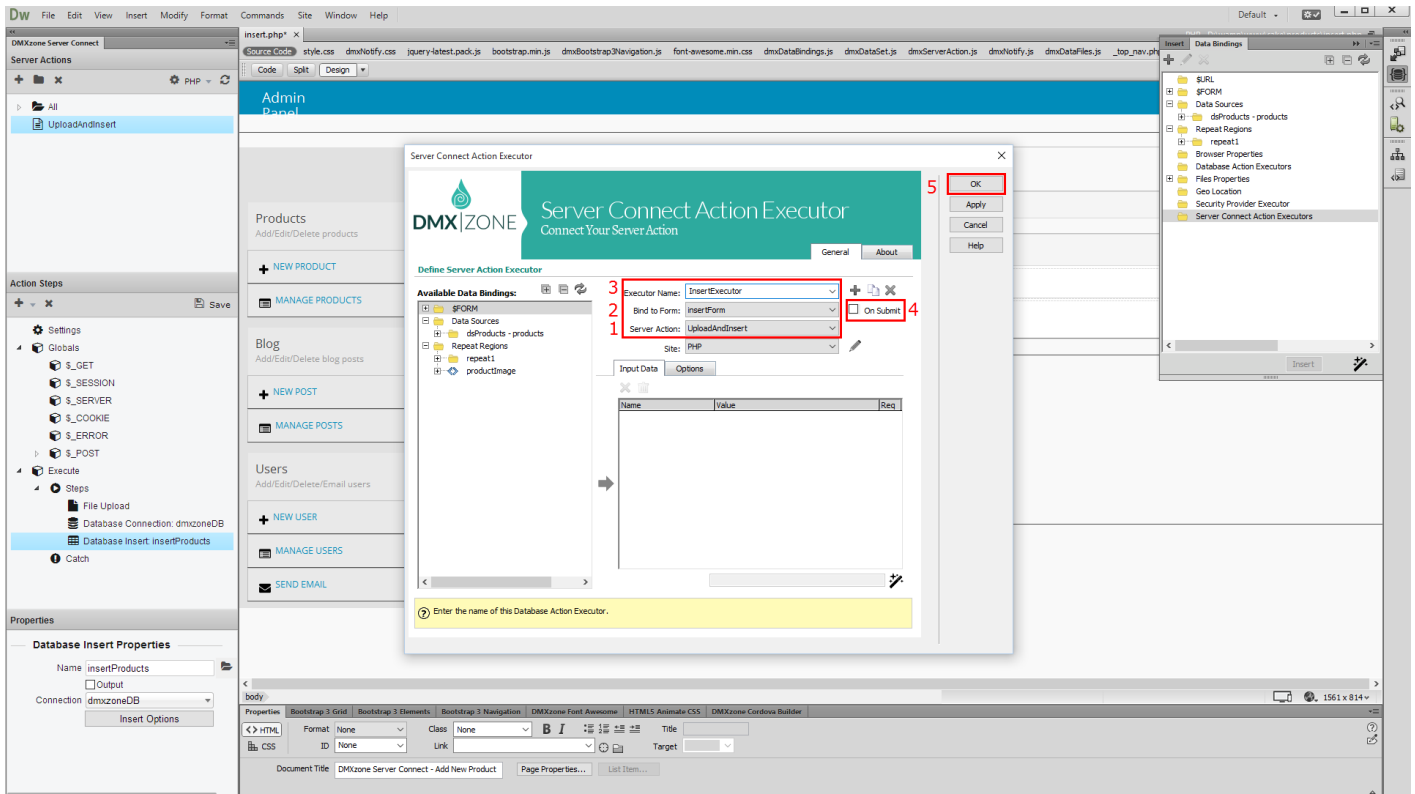 Dw File Edit View Insert Modify Format Commands Site Window Help Default
DMXzone Server Connect
Server Actions
PHP
All
UploadAndInsert
Action Steps
Save
Settings
Globals
$_GET
$_SESSION
$_SERVER
$_COOKIE
$_ERROR
$_POST
Execute
Steps
File Upload
Database Connection: dmxzoneDB
Database Insert: insertProducts
Catch
Properties
Database Insert Properties
Name insertProducts
Output
Connection dmxzoneDB
Insert Options
insert.php* ×
Source Code style.css dmxNotify.css jquery-latest.pack.js bootstrap.min.js dmxBootstrap3Navigation.js font-awesome.min.css dmxDataBindings.js dmxDataSet.js dmxServerAction.js dmxNotify.js dmxDataFiles.js _top_nav.ph
Code Split Design
Admin
Panel
Products
Add/Edit/Delete products
NEW PRODUCT
MANAGE PRODUCTS
Blog
Add/Edit/Delete blog posts
NEW POST
MANAGE POSTS
Users
Add/Edit/Delete/Email users
NEW USER
MANAGE USERS
SEND EMAIL
Server Connect Action Executor
DMX|ZONE
Server Connect Action Executor
Connect Your Server Action
General About
5 OK
Apply
Cancel
Help
Define Server Action Executor
Available Data Bindings:
$FORM
Data Sources
dsProducts - products
Repeat Regions
repeat1
productImage
3 Executor Name: InsertExecutor
2 Bind to Form: insertForm
On Submit 4
1 Server Action: UploadAndInsert
Site: PHP
Input Data Options
Name Value Req
Enter the name of this Database Action Executor.
Insert Data Bindings
$URL
$FORM
Data Sources
dsProducts - products
Repeat Regions
repeat1
Browser Properties
Database Action Executors
Files Properties
Geo Location
Security Provider Executor
Server Connect Action Executors
Insert
body
1561 x 814
Properties Bootstrap 3 Grid Bootstrap 3 Elements Bootstrap 3 Navigation DMXzone Font Awesome HTML5 Animate CSS DMXzone Cordova Builder
<> HTML Format None Class None B I Title
CSS ID None Link Target
Document Title DMXzone Server Connect - Add New Product Page Properties... List Item...